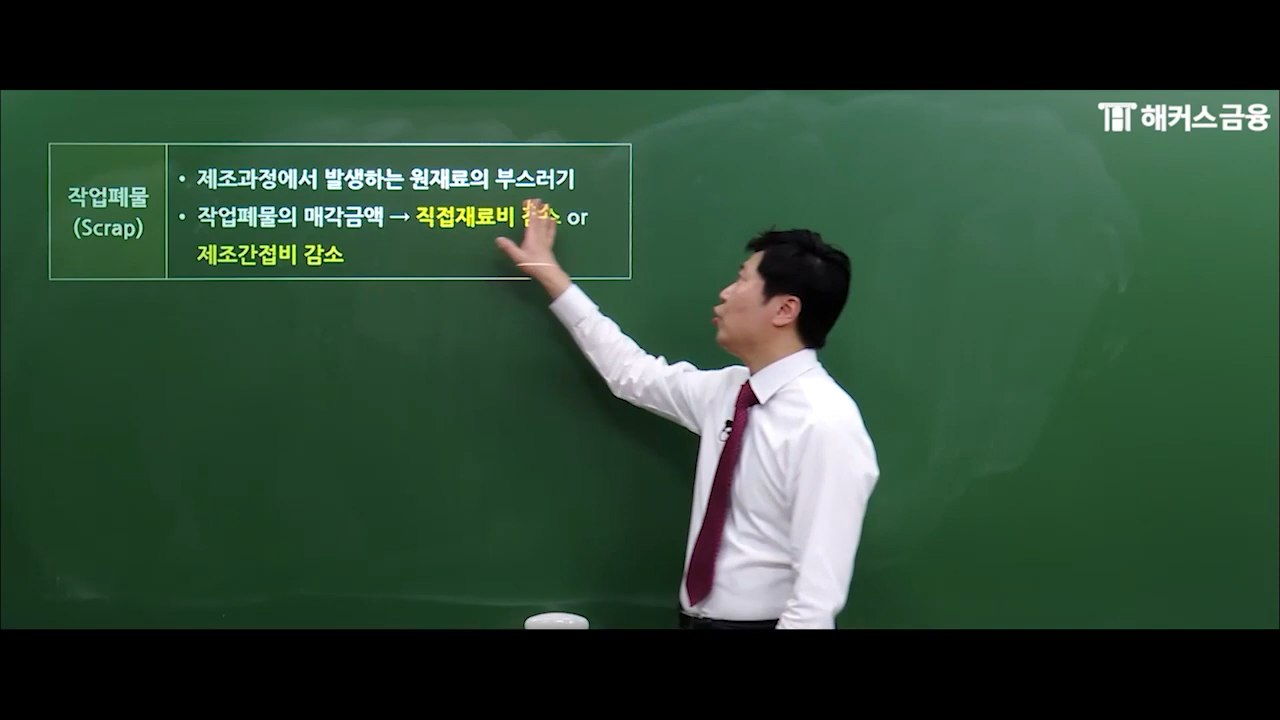 해커스금융
작업폐물
(Scrap)
• 제조과정에서 발생하는 원재료의 부스러기
• 작업폐물의 매각금액 → 직접재료비 감소 or
제조간접비 감소